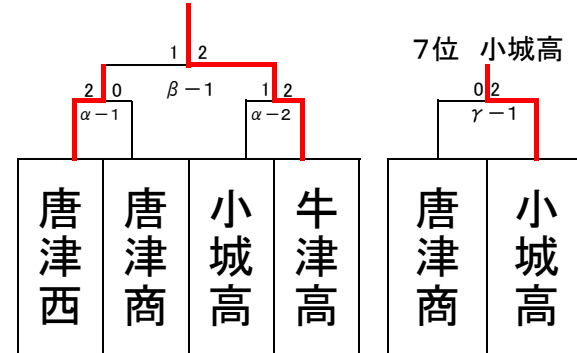 1 2
7位 小城高
2 0
β－1
1 2
0 2
α－1
α－2
γ－1
唐津西
唐津商
小城高
牛津高
唐津商
小城高